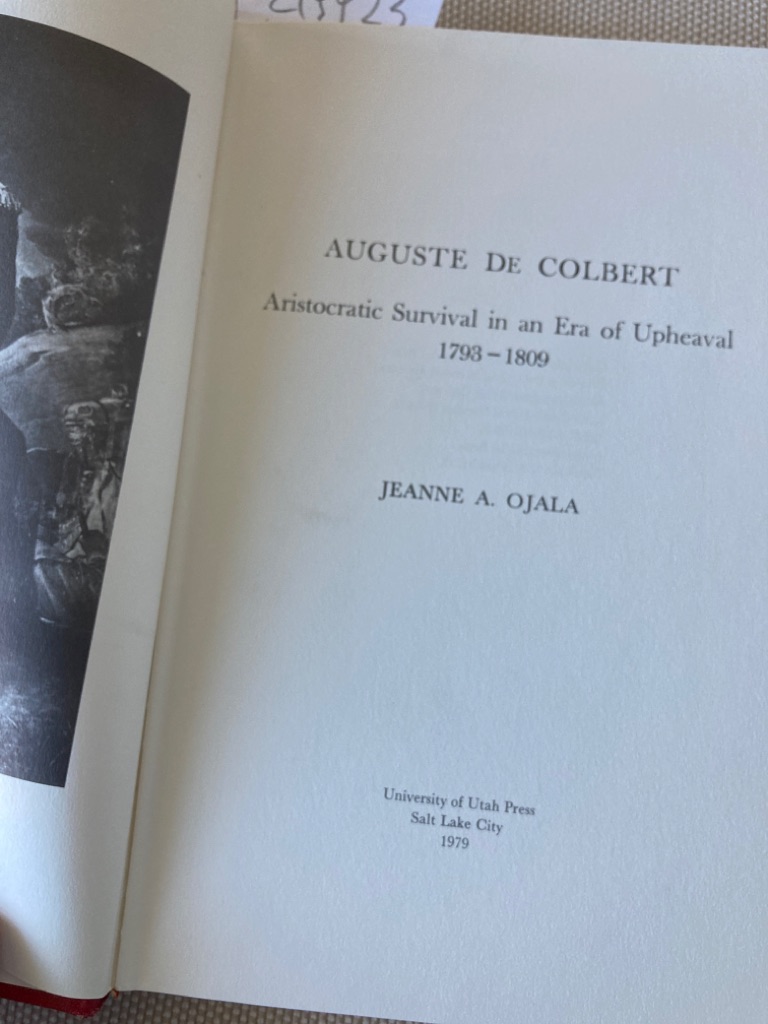 AUGUSTE DE COLBERT
Aristocratic Survival in an Era of Upheaval
1793–1809
JEANNE A. OJALA
University of Utah Press
Salt Lake City
1979